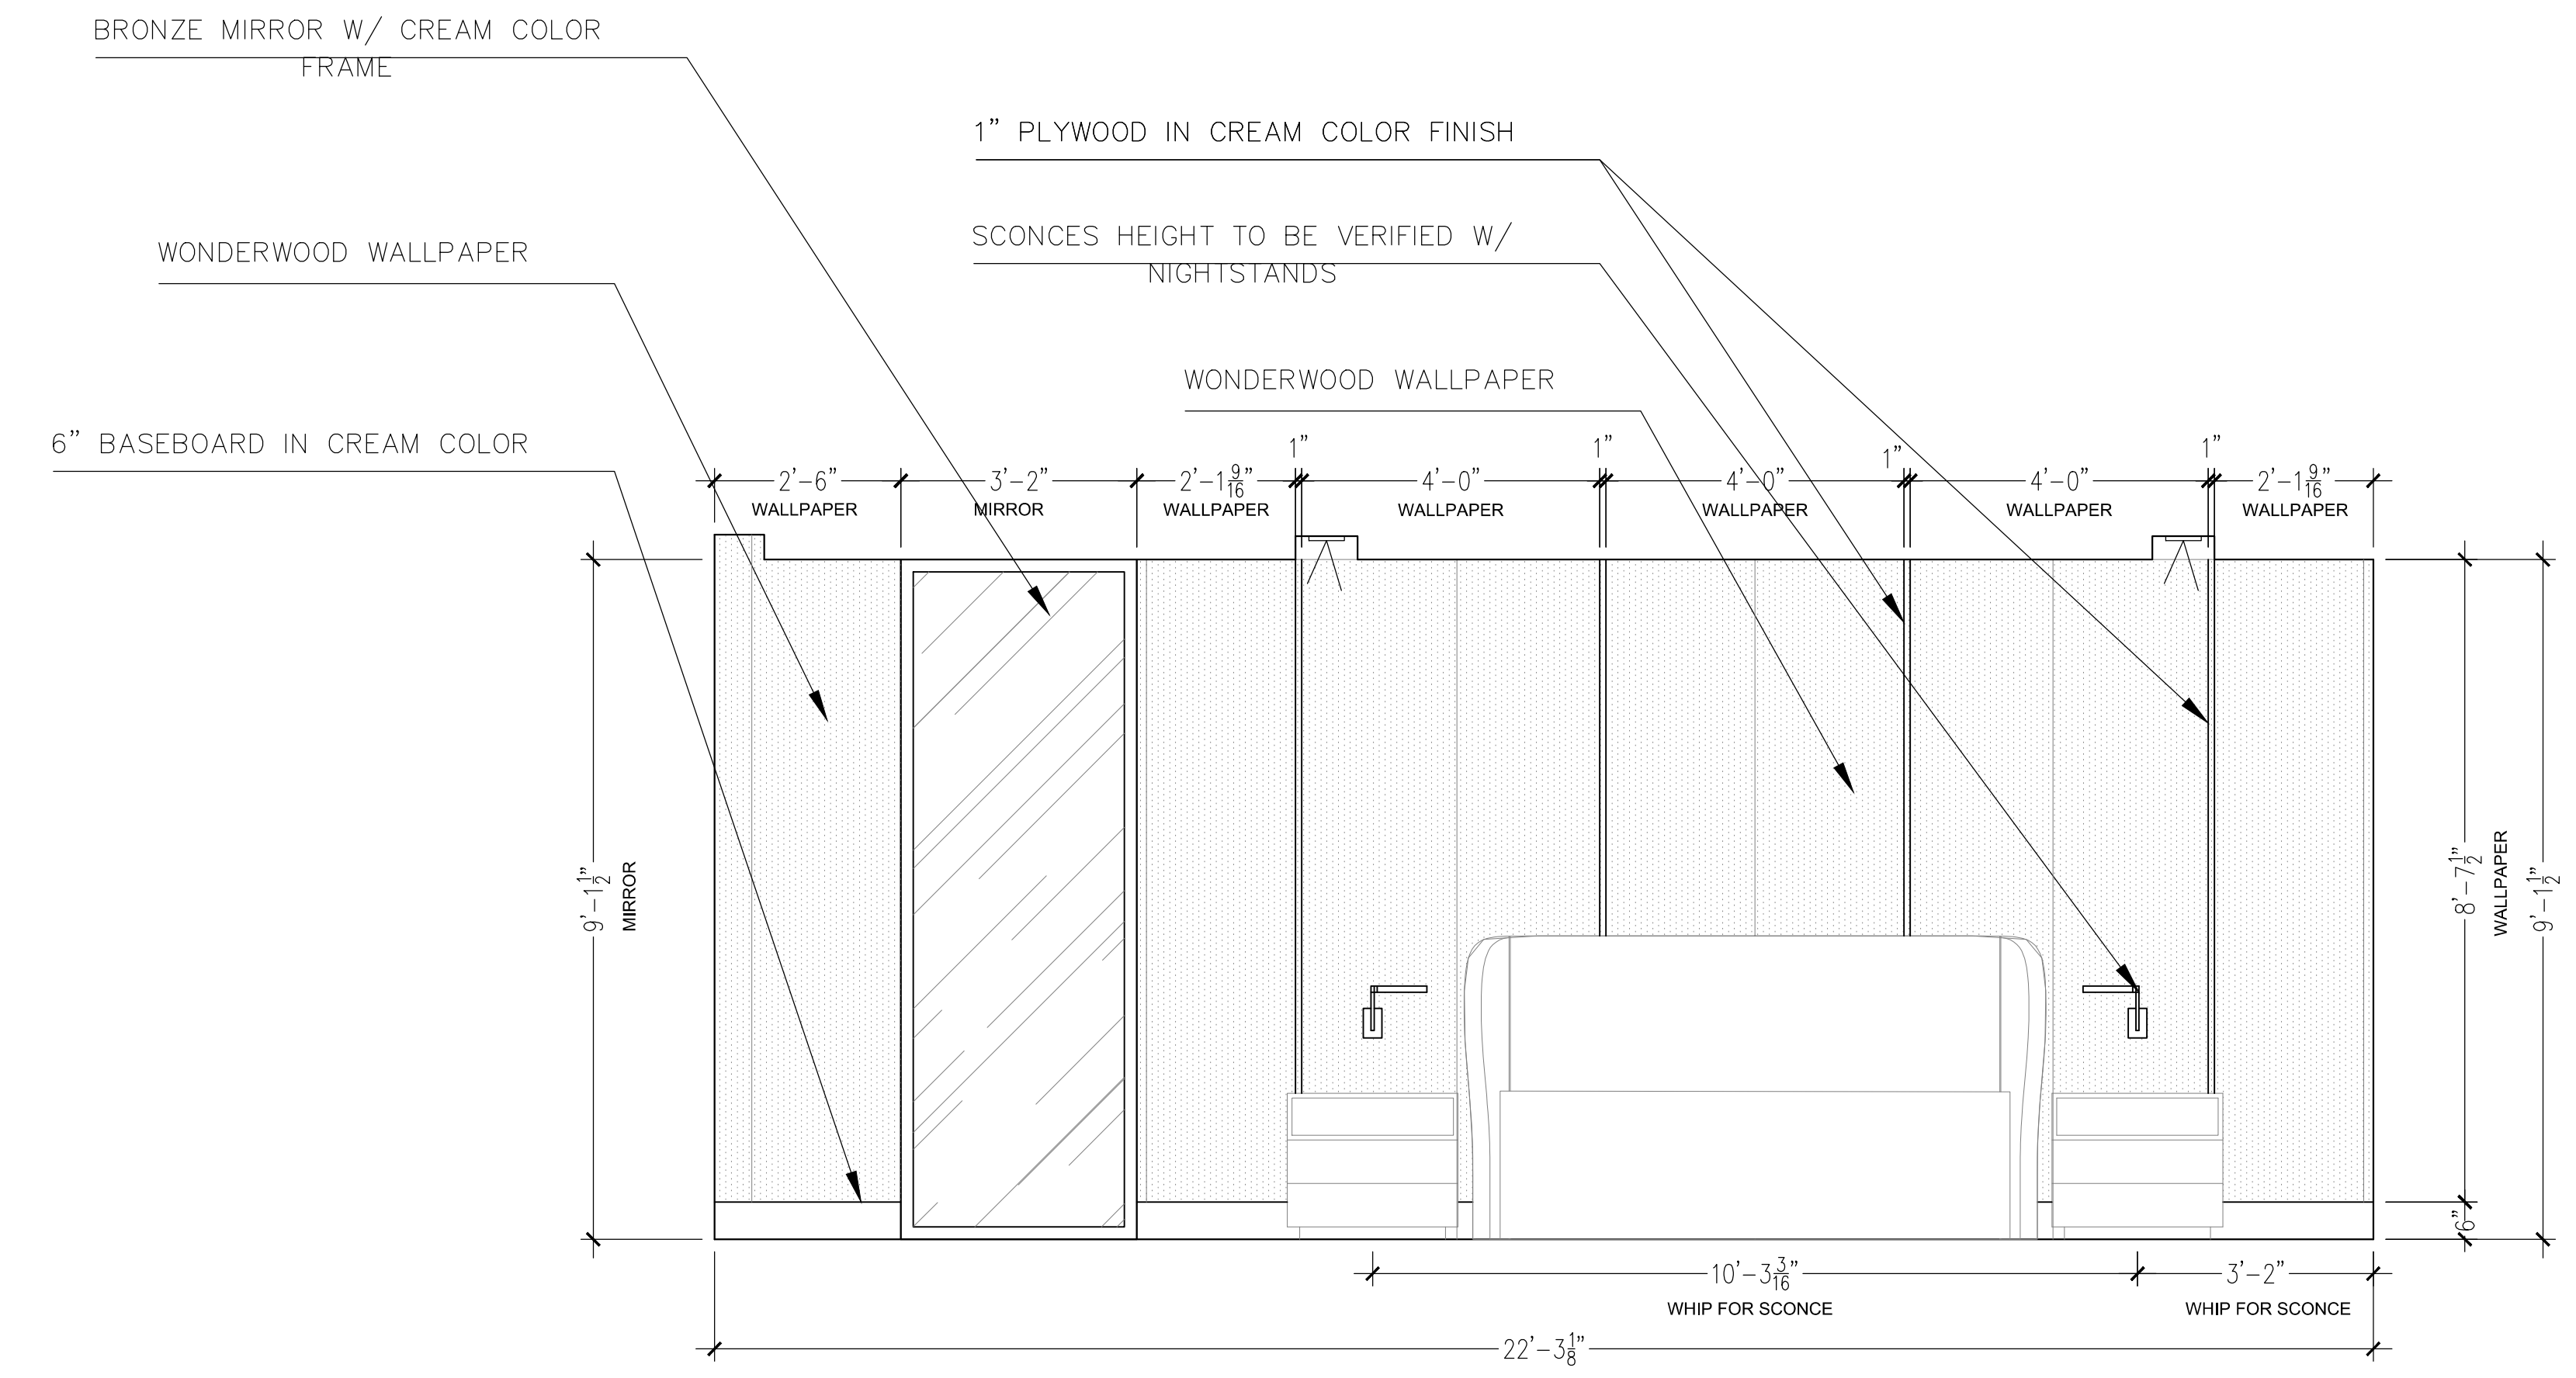 BRONZE MIRROR W/ CREAM COLOR
FRAME
1” PLYWOOD IN CREAM COLOR FINISH
SCONCES HEIGHT TO BE VERIFIED W/
NIGHTSTANDS
WONDERWOOD WALLPAPER
WONDERWOOD WALLPAPER
6” BASEBOARD IN CREAM COLOR
1” 1” 1” 1”
2’-6” 3’-2” 2’-1 9/16” 4’-0” 4’-0” 4’-0” 2’-1 9/16”
WALLPAPER MIRROR WALLPAPER WALLPAPER WALLPAPER WALLPAPER WALLPAPER
9’-1 1/2”
MIRROR
8’-7 1/2”
WALLPAPER
9’-1 1/2”
6”
10’-3 3/16” 3’-2”
WHIP FOR SCONCE WHIP FOR SCONCE
22’-3 1/8”